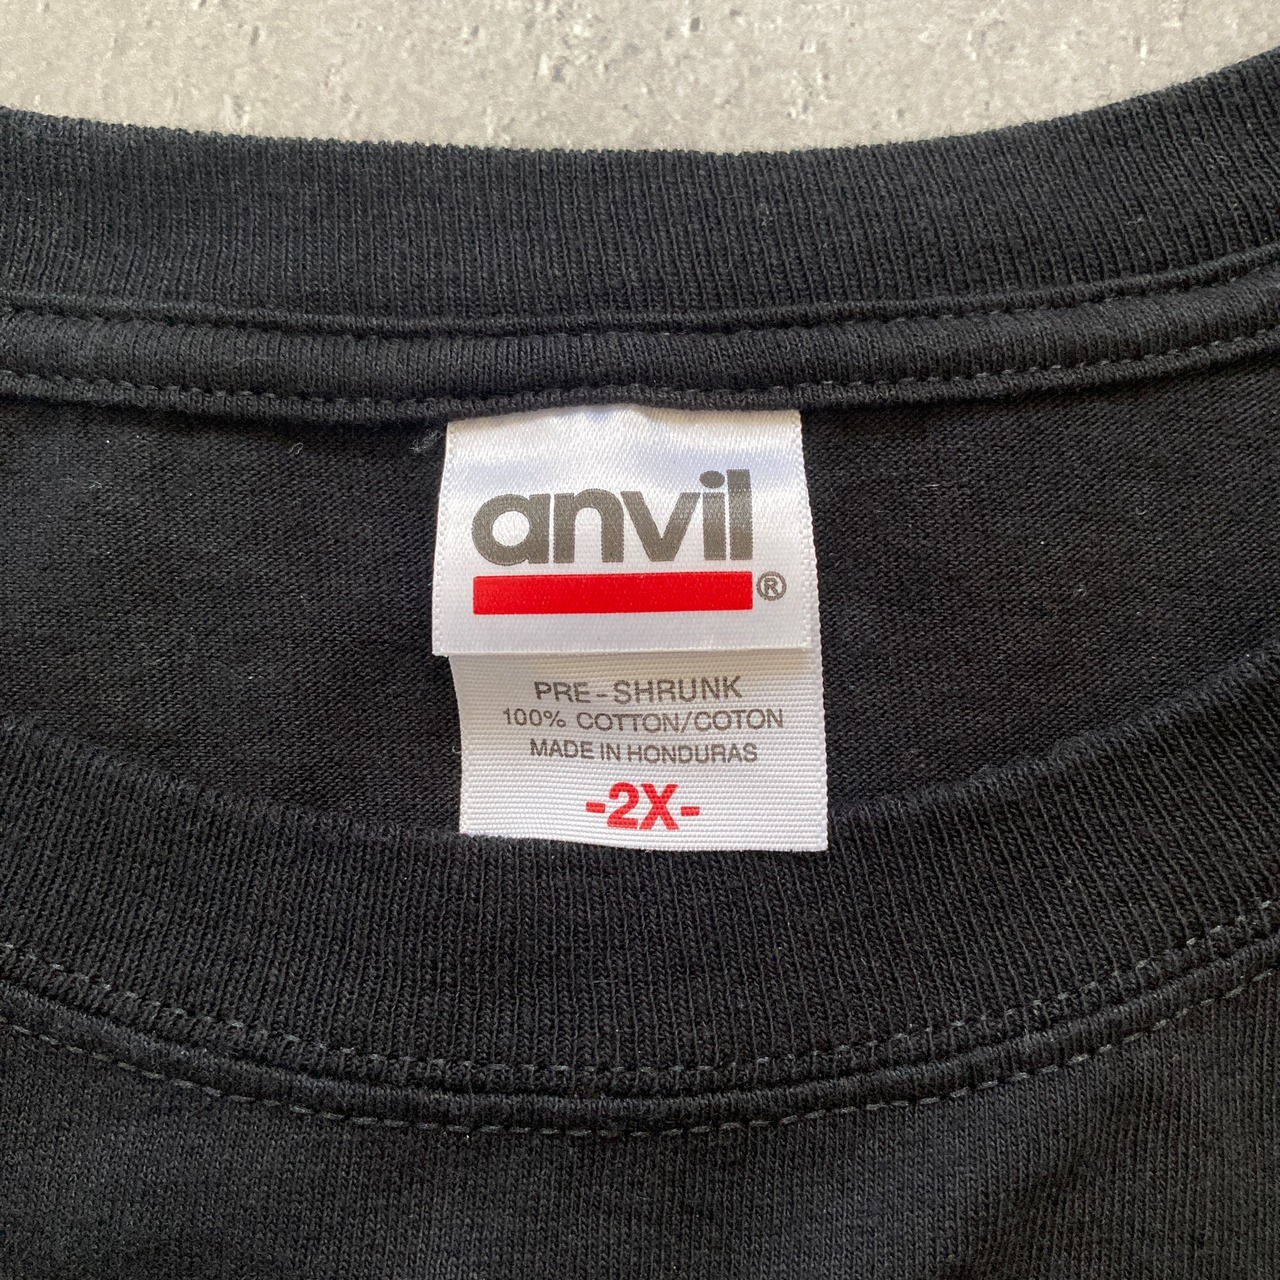 anvil
®
PRE-SHRUNK
100% COTTON/COTON
MADE IN HONDURAS
-2X-